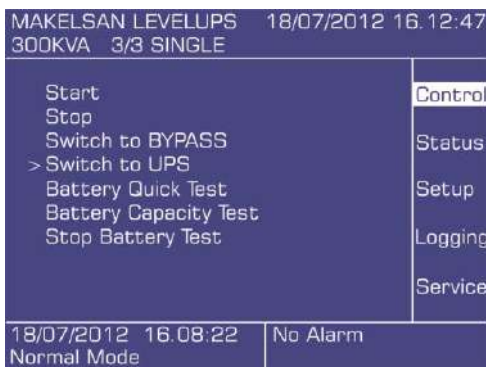 MAKELSAN LEVELUPS 18/07/2012 16.12:47
300KVA 3/3 SINGLE
Start
Stop
Switch to BYPASS
> Switch to UPS
Battery Quick Test
Battery Capacity Test
Stop Battery Test
Control
Status
Setup
Logging
Service
18/07/2012 16.08:22 No Alarm
Normal Mode